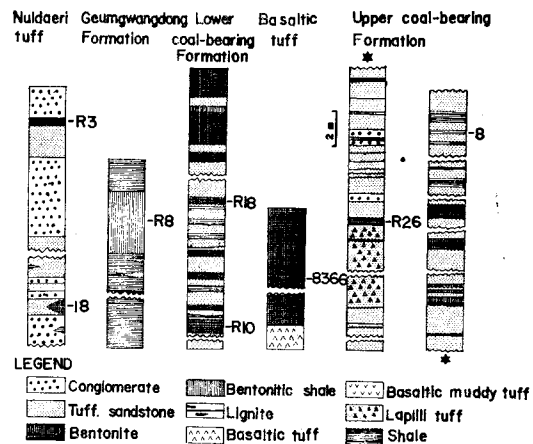 Nuldaeri Geumgwangdong Lower Basaltic Upper coal-bearing
tuff Formation coal-bearing tuff Formation
Formation
R3
8
2 m
R18
R8
R26
8366
18
R10
LEGEND
Conglomerate Bentonitic shale Basaltic muddy tuff
Tuff. sandstone Lignite Lapilli tuff
Bentonite Basaltic tuff Shale